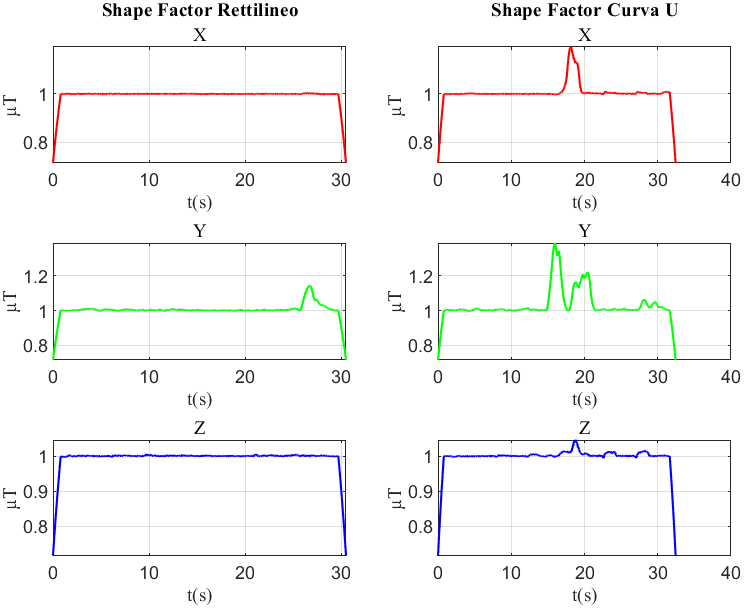 Shape Factor Rettilineo
X
μT
1
0.8
0 10 20 30
t(s)
Shape Factor Curva U
X
μT
1
0.8
0 10 20 30 40
t(s)
Y
μT
1.2
1
0.8
0 10 20 30
t(s)
Y
μT
1.2
1
0.8
0 10 20 30 40
t(s)
Z
μT
1
0.9
0.8
0 10 20 30
t(s)
Z
μT
1
0.9
0.8
0 10 20 30 40
t(s)